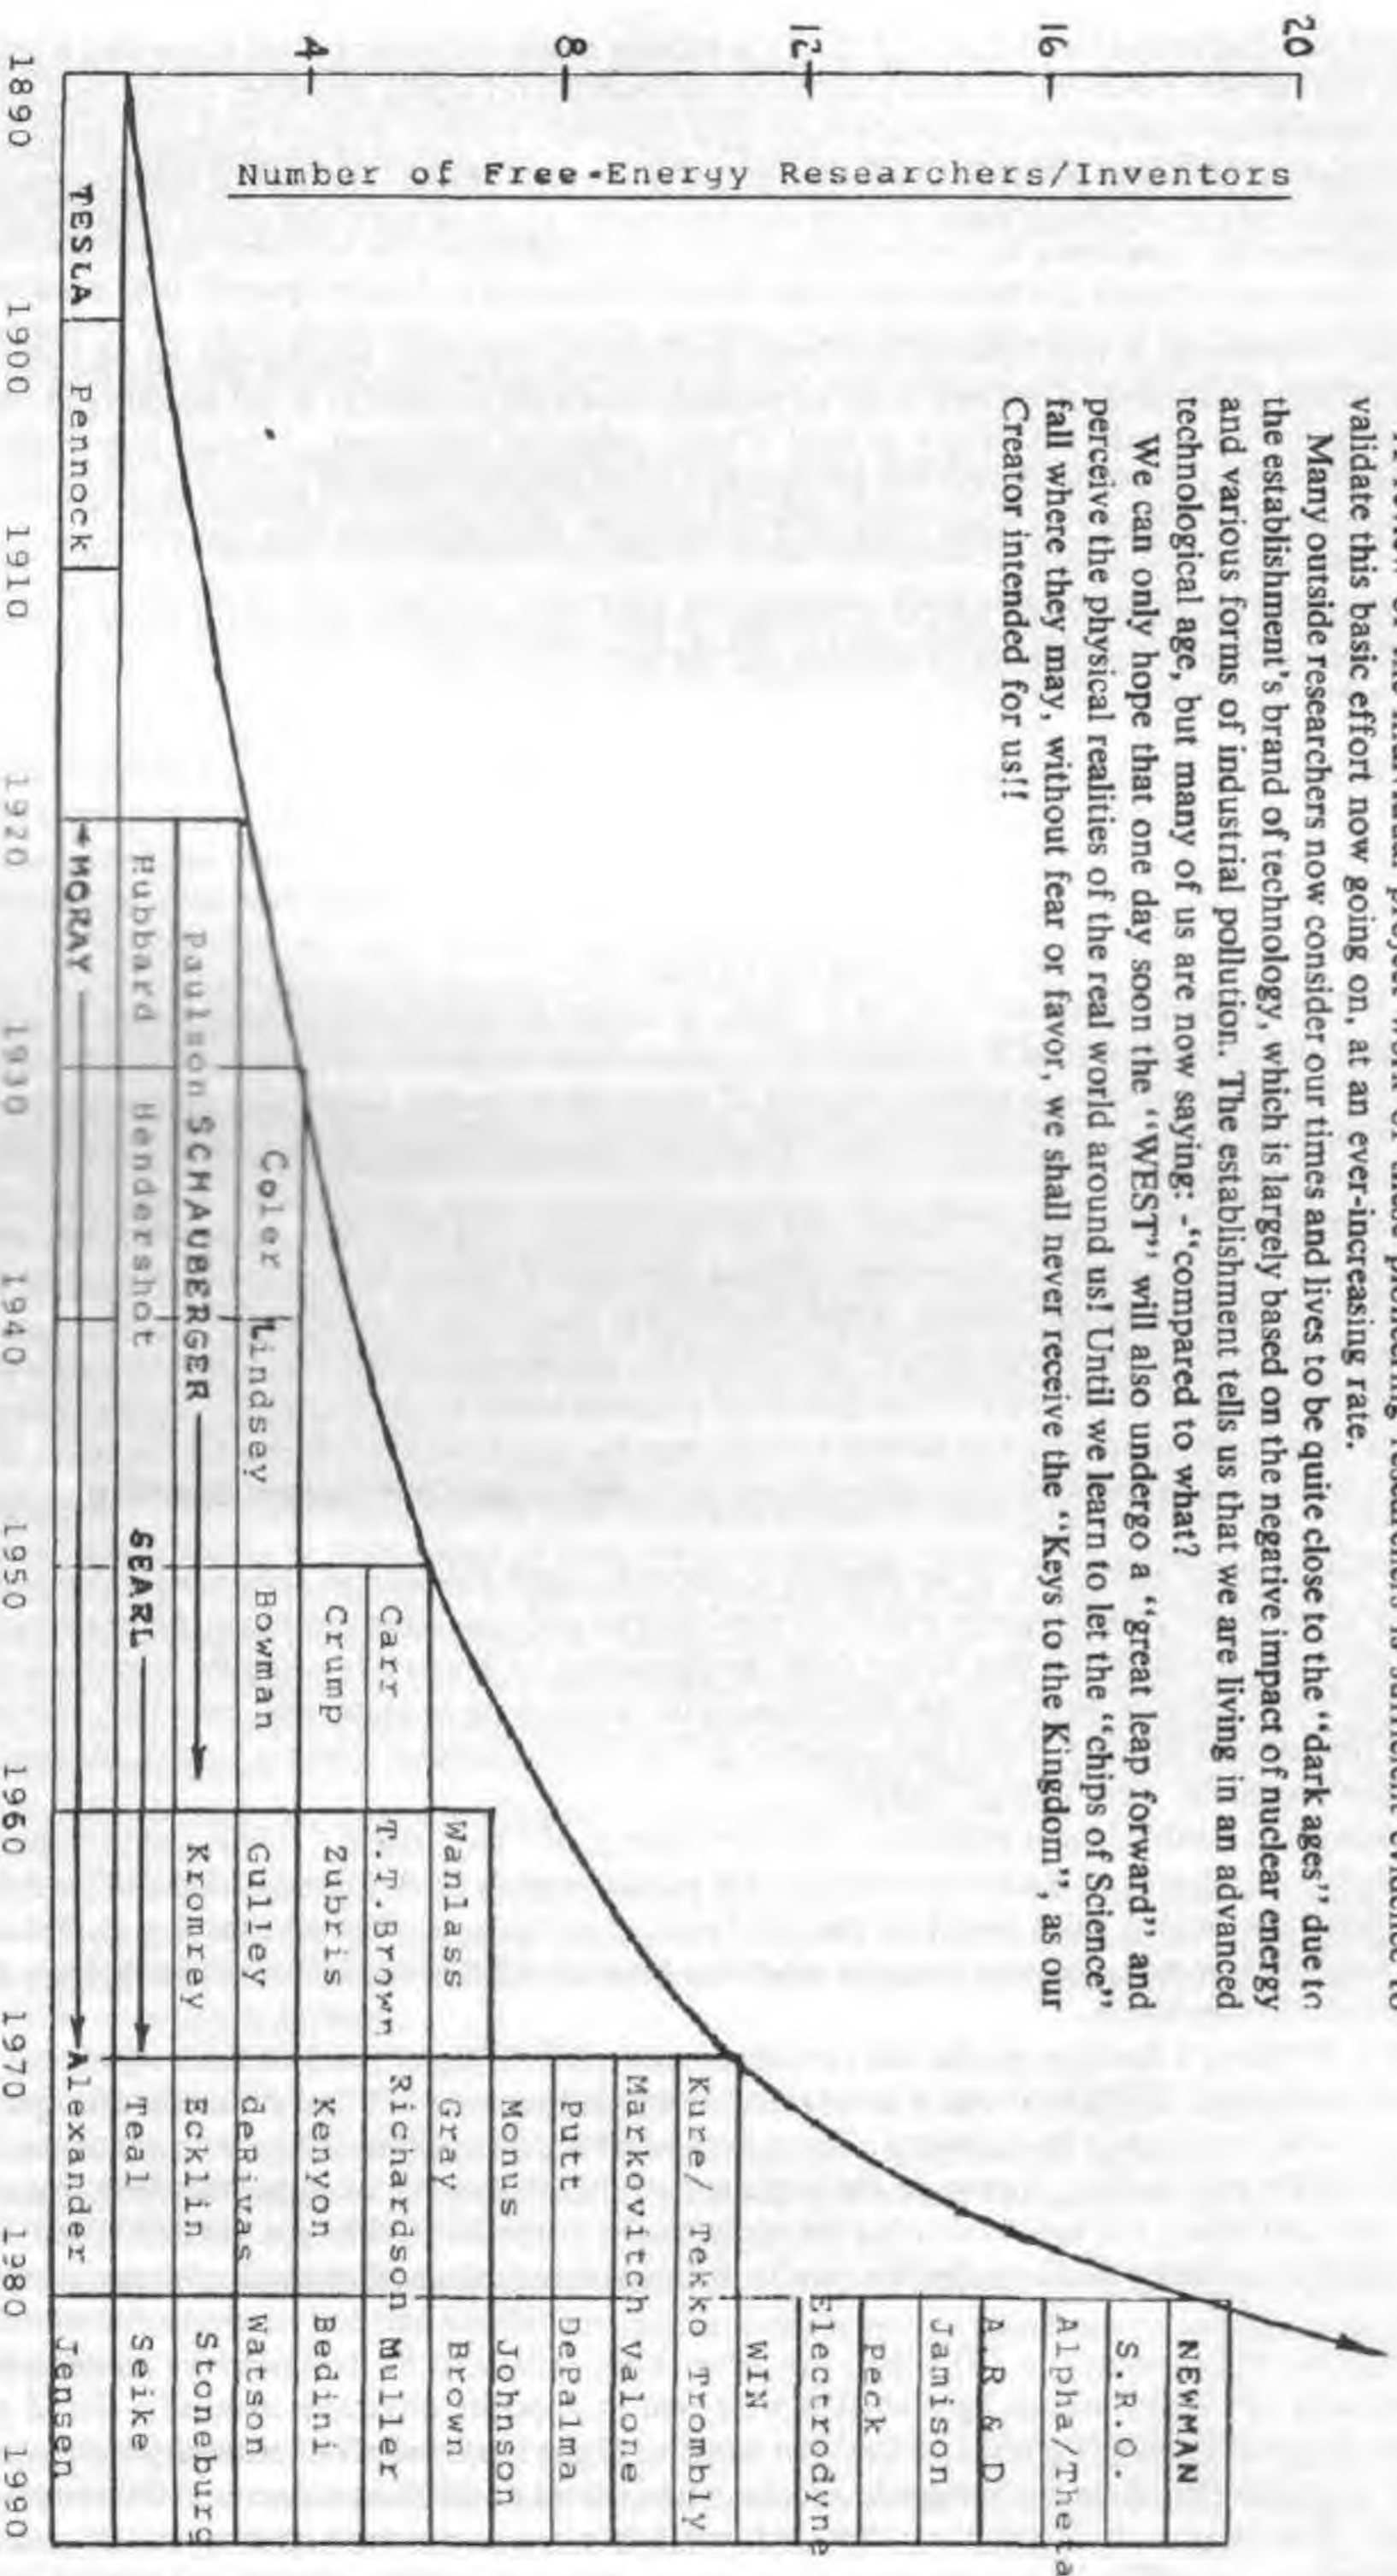 validate this basic effort now going on, at an ever-increasing rate.
Many outside researchers now consider our times and lives to be quite close to the “dark ages” due to
the establishment's brand of technology, which is largely based on the negative impact of nuclear energy
and various forms of industrial pollution. The establishment tells us that we are living in an advanced
technological age, but many of us are now saying: -“compared to what?
We can only hope that one day soon the “WEST” will also undergo a “great leap forward” and
perceive the physical realities of the real world around us! Until we learn to let the “chips of Science”
fall where they may, without fear or favor, we shall never receive the “Keys to the Kingdom”, as our
Creator intended for us!!
20
16
12
8
4
Number of Free-Energy Researchers/Inventors
NEWMAN
S.R.O.
Alpha/Theta
A.R & D
Jamison
Peck
Electrodyne
WIN
Kure/ Tekko Trombly
Markovitch Valone
Putt DePalma
Monus Johnson
Wanlass Gray Brown
Carr T.T.Brown Richardson Muller
Crump Zubris Kenyon Bedini
Coler Lindsey Bowman Gulley deRivas Watson
Paulson SCHAUBERGER Kromrey Ecklin Stoneburg
Hubbard Hendershot SEARL Teal Seike
TESLA Pennock MORAY Alexander Jensen
1890 1900 1910 1920 1930 1940 1950 1960 1970 1980 1990